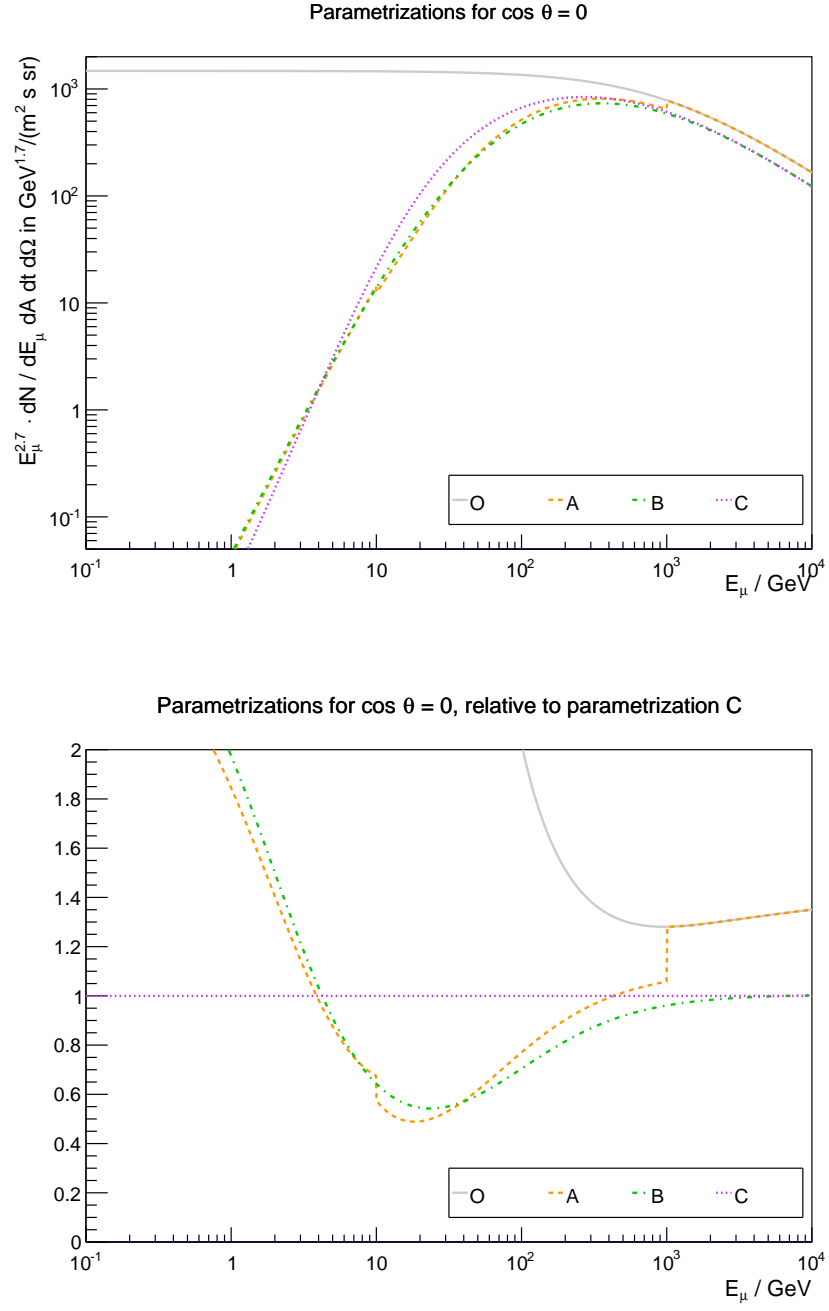 Parametrizations for cos θ = 0
E_μ^2.7 · dN / dE_μ dA dt dΩ in GeV^1.7/(m^2 s sr)
10^3
10^2
10
1
10^-1
O A B C
10^-1 1 10 10^2 10^3 10^4
E_μ / GeV
Parametrizations for cos θ = 0, relative to parametrization C
2
1.8
1.6
1.4
1.2
1
0.8
0.6
0.4
0.2
0
O A B C
10^-1 1 10 10^2 10^3 10^4
E_μ / GeV